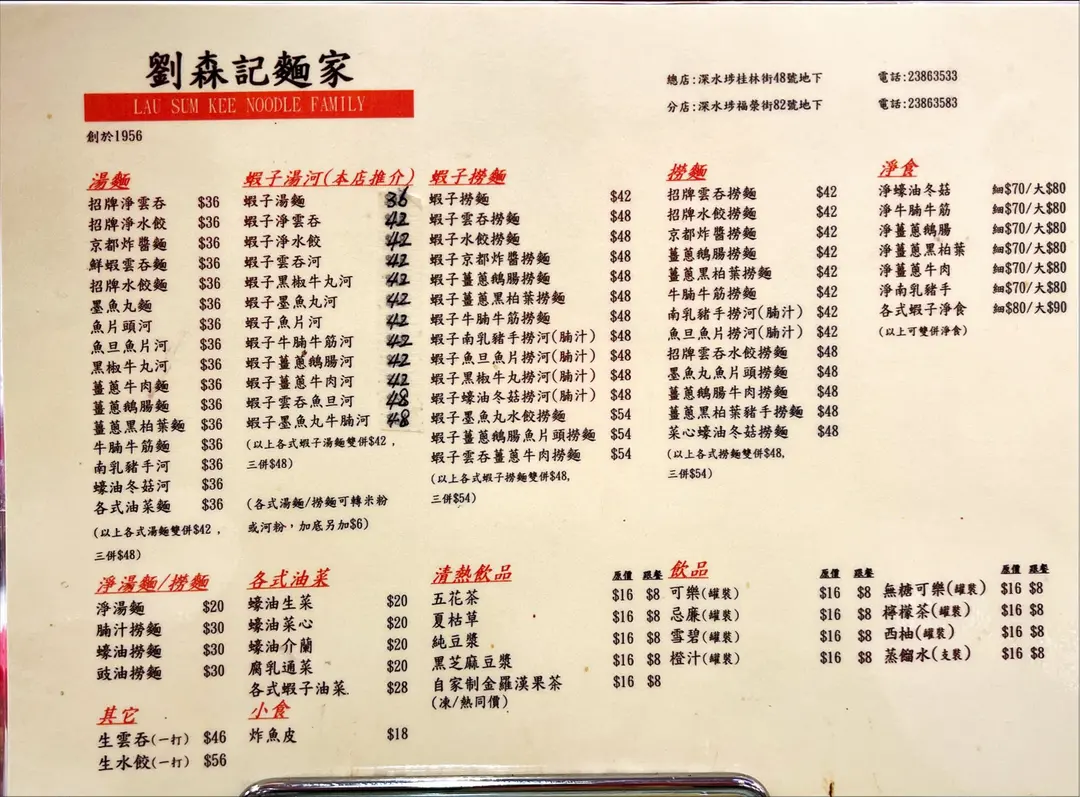 劉森記麵家
LAU SUM KEE NOODLE FAMILY
創於1956
總店:深水埗桂林街48號地下 電話:23863533
分店:深水埗福榮街82號地下 電話:23863583
湯麵
招牌淨雲吞 $36
招牌淨水餃 $36
京都炸醬麵 $36
鮮蝦雲吞麵 $36
招牌水餃麵 $36
墨魚丸麵 $36
魚片頭河 $36
魚旦魚片河 $36
黑椒牛丸河 $36
薑蔥牛肉麵 $36
薑蔥鵝腸麵 $36
薑蔥黑柏葉麵 $36
牛腩牛筋麵 $36
南乳豬手河 $36
蠔油冬菇河 $36
各式油菜麵 $36
(以上各式湯麵雙併$42,
三併$48)
蝦子湯河(本店推介)
蝦子湯麵 36
蝦子淨雲吞 42
蝦子淨水餃 42
蝦子雲吞河 42
蝦子黑椒牛丸河 42
蝦子墨魚丸河 42
蝦子魚片河 42
蝦子牛腩牛筋河 42
蝦子薑蔥鵝腸河 42
蝦子薑蔥牛肉河 42
蝦子雲吞魚旦河 48
蝦子墨魚丸牛腩河 48
(以上各式蝦子湯麵雙併$42,
三併$48)
(各式湯麵/撈麵可轉米粉
或河粉,加底另加$6)
蝦子撈麵
蝦子撈麵 $42
蝦子雲吞撈麵 $48
蝦子水餃撈麵 $48
蝦子京都炸醬撈麵 $48
蝦子薑蔥鵝腸撈麵 $48
蝦子薑蔥黑柏葉撈麵 $48
蝦子牛腩牛筋撈麵 $48
蝦子南乳豬手撈河(腩汁) $48
蝦子魚旦魚片撈河(腩汁) $48
蝦子黑椒牛丸撈河(腩汁) $48
蝦子蠔油冬菇撈河(腩汁) $48
蝦子墨魚丸水餃撈麵 $54
蝦子薑蔥鵝腸魚片頭撈麵 $54
蝦子雲吞薑蔥牛肉撈麵 $54
(以上各式蝦子撈麵雙併$48,
三併$54)
撈麵
招牌雲吞撈麵 $42
招牌水餃撈麵 $42
京都炸醬撈麵 $42
薑蔥鵝腸撈麵 $42
薑蔥黑柏葉撈麵 $42
牛腩牛筋撈麵 $42
南乳豬手撈河(腩汁) $42
魚旦魚片撈河(腩汁) $42
招牌雲吞水餃撈麵 $48
墨魚丸魚片頭撈麵 $48
薑蔥鵝腸牛肉撈麵 $48
薑蔥黑柏葉豬手撈麵 $48
菜心蠔油冬菇撈麵 $48
(以上各式撈麵雙併$48,
三併$54)
淨食
淨蠔油冬菇 細$70/大$80
淨牛腩牛筋 細$70/大$80
淨薑蔥鵝腸 細$70/大$80
淨薑蔥黑柏葉 細$70/大$80
淨薑蔥牛肉 細$70/大$80
淨南乳豬手 細$70/大$80
各式蝦子淨食 細$80/大$90
(以上可雙併淨食)
淨湯麵/撈麵
淨湯麵 $20
腩汁撈麵 $30
蠔油撈麵 $30
豉油撈麵 $30
其它
生雲吞(一打) $46
生水餃(一打) $56
各式油菜
蠔油生菜 $20
蠔油菜心 $20
蠔油介蘭 $20
腐乳通菜 $20
各式蝦子油菜 $28
小食
炸魚皮 $18
清熱飲品 原價 跟餐
五花茶 $16 $8
夏枯草 $16 $8
純豆漿 $16 $8
黑芝麻豆漿 $16 $8
自家制金羅漢果茶 $16 $8
(凍/熱同價)
飲品 原價 跟餐
可樂(罐裝) $16 $8
忌廉(罐裝) $16 $8
雪碧(罐裝) $16 $8
橙汁(罐裝) $16 $8
原價 跟餐
無糖可樂(罐裝) $16 $8
檸檬茶(罐裝) $16 $8
西柚(罐裝) $16 $8
蒸餾水(支裝) $16 $8